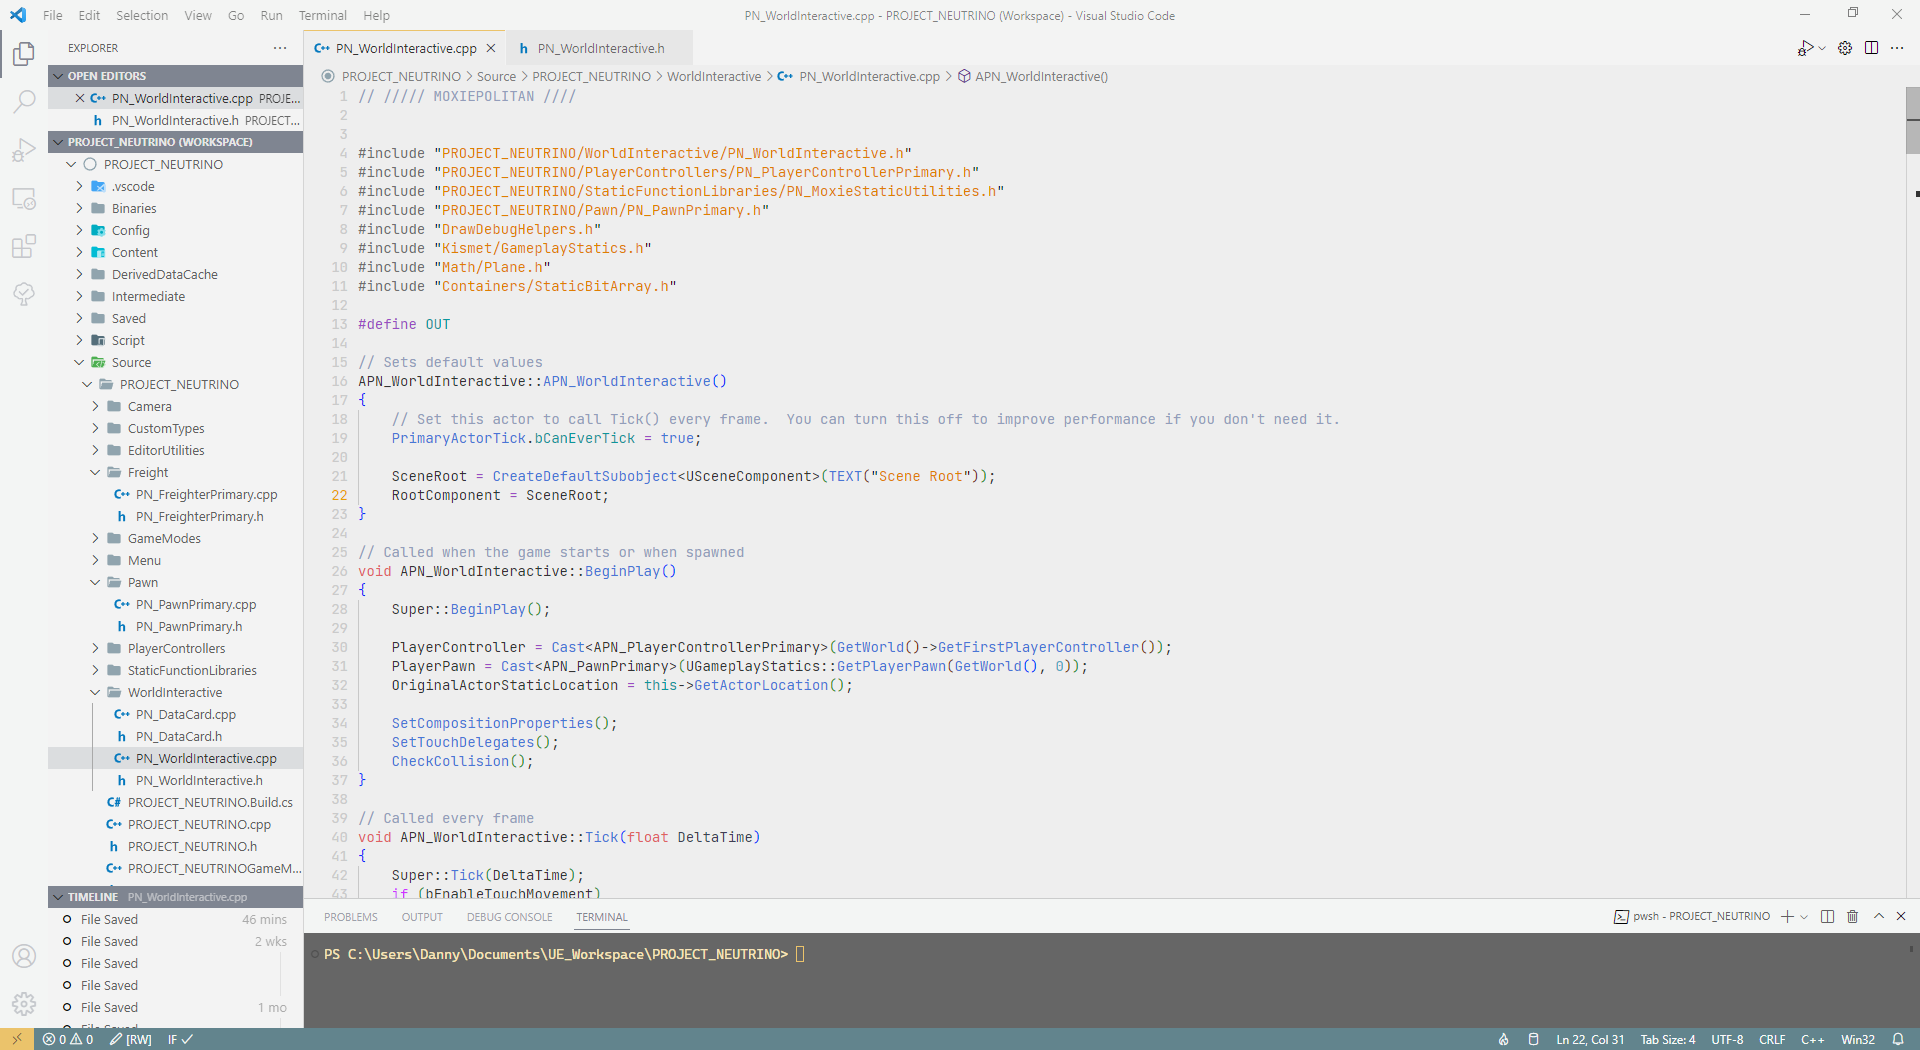 File Edit Selection View Go Run Terminal Help
PN_WorldInteractive.cpp - PROJECT_NEUTRINO (Workspace) - Visual Studio Code
EXPLORER
OPEN EDITORS
PN_WorldInteractive.cpp PROJE...
PN_WorldInteractive.h PROJECT...
PROJECT_NEUTRINO (WORKSPACE)
PROJECT_NEUTRINO
.vscode
Binaries
Config
Content
DerivedDataCache
Intermediate
Saved
Script
Source
PROJECT_NEUTRINO
Camera
CustomTypes
EditorUtilities
Freight
PN_FreighterPrimary.cpp
PN_FreighterPrimary.h
GameModes
Menu
Pawn
PN_PawnPrimary.cpp
PN_PawnPrimary.h
PlayerControllers
StaticFunctionLibraries
WorldInteractive
PN_DataCard.cpp
PN_DataCard.h
PN_WorldInteractive.cpp
PN_WorldInteractive.h
PROJECT_NEUTRINO.Build.cs
PROJECT_NEUTRINO.cpp
PROJECT_NEUTRINO.h
PROJECT_NEUTRINOGameM...
TIMELINE PN_WorldInteractive.cpp
File Saved 46 mins
File Saved 2 wks
File Saved
File Saved
File Saved 1 mo
File Saved
PN_WorldInteractive.cpp
PN_WorldInteractive.h
PROJECT_NEUTRINO > Source > PROJECT_NEUTRINO > WorldInteractive > PN_WorldInteractive.cpp > APN_WorldInteractive()
1 // ///// MOXIEPOLITAN ////
2
3
4 #include "PROJECT_NEUTRINO/WorldInteractive/PN_WorldInteractive.h"
5 #include "PROJECT_NEUTRINO/PlayerControllers/PN_PlayerControllerPrimary.h"
6 #include "PROJECT_NEUTRINO/StaticFunctionLibraries/PN_MoxieStaticUtilities.h"
7 #include "PROJECT_NEUTRINO/Pawn/PN_PawnPrimary.h"
8 #include "DrawDebugHelpers.h"
9 #include "Kismet/GameplayStatics.h"
10 #include "Math/Plane.h"
11 #include "Containers/StaticBitArray.h"
12
13 #define OUT
14
15 // Sets default values
16 APN_WorldInteractive::APN_WorldInteractive()
17 {
18     // Set this actor to call Tick() every frame.  You can turn this off to improve performance if you don't need it.
19     PrimaryActorTick.bCanEverTick = true;
20
21     SceneRoot = CreateDefaultSubobject<USceneComponent>(TEXT("Scene Root"));
22     RootComponent = SceneRoot;
23 }
24
25 // Called when the game starts or when spawned
26 void APN_WorldInteractive::BeginPlay()
27 {
28     Super::BeginPlay();
29
30     PlayerController = Cast<APN_PlayerControllerPrimary>(GetWorld()->GetFirstPlayerController());
31     PlayerPawn = Cast<APN_PawnPrimary>(UGameplayStatics::GetPlayerPawn(GetWorld(), 0));
32     OriginalActorStaticLocation = this->GetActorLocation();
33
34     SetCompositionProperties();
35     SetTouchDelegates();
36     CheckCollision();
37 }
38
39 // Called every frame
40 void APN_WorldInteractive::Tick(float DeltaTime)
41 {
42     Super::Tick(DeltaTime);
43     if (bEnableTouchMovement)
PROBLEMS OUTPUT DEBUG CONSOLE TERMINAL
pwsh - PROJECT_NEUTRINO
PS C:\Users\Danny\Documents\UE_Workspace\PROJECT_NEUTRINO>
0 0 [RW] IF
Ln 22, Col 31 Tab Size: 4 UTF-8 CRLF C++ Win32